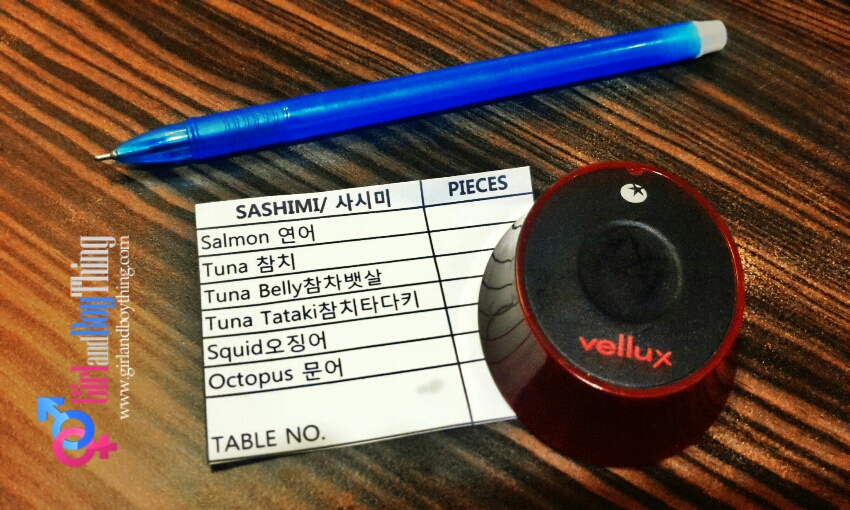 SASHIMI/ 사시미 PIECES
Salmon 연어
Tuna 참치
Tuna Belly참차뱃살
Tuna Tataki참치타다키
Squid오징어
Octopus 문어
TABLE NO.
vellux
GirlandBoyThing
www.girlandboything.com